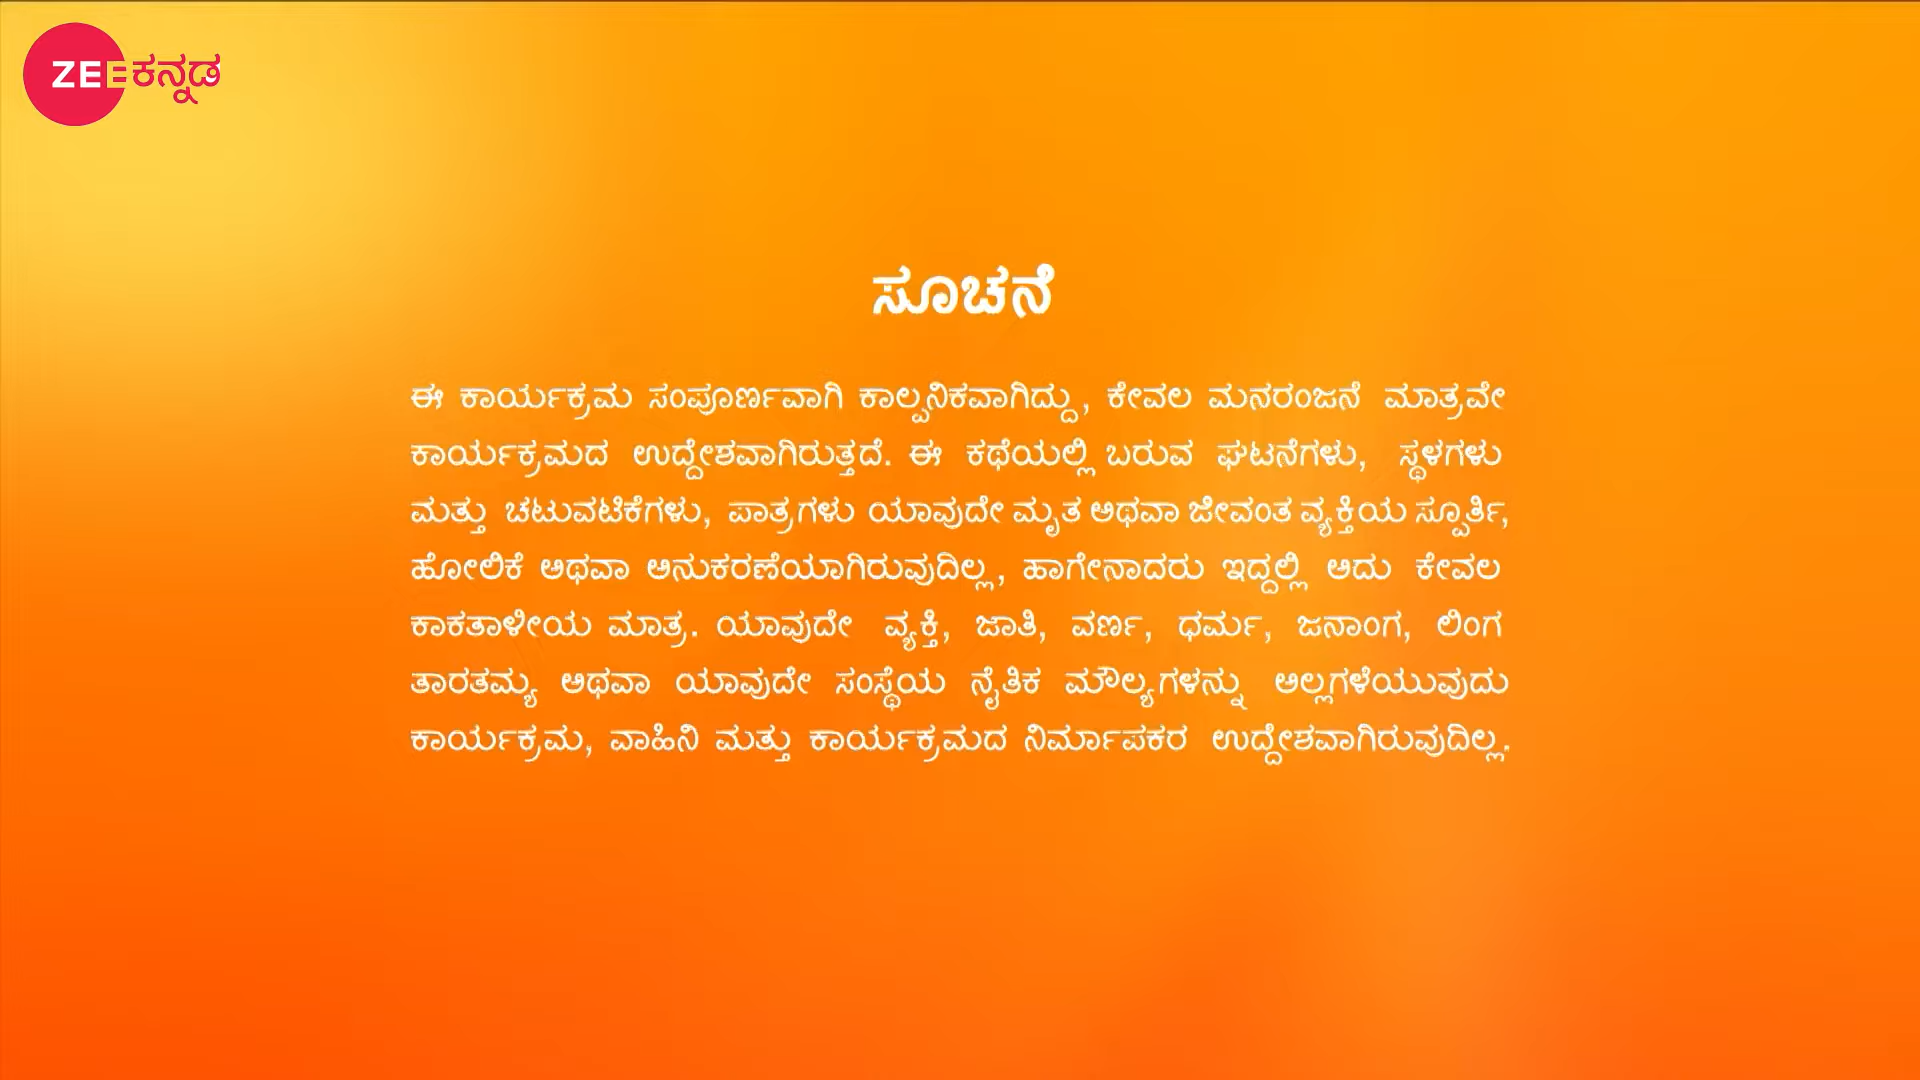 ZEEಕನ್ನಡ
ಸೂಚನೆ
ಈ ಕಾರ್ಯಕ್ರಮ ಸಂಪೂರ್ಣವಾಗಿ ಕಾಲ್ಪನಿಕವಾಗಿದ್ದು, ಕೇವಲ ಮನರಂಜನೆ ಮಾತ್ರವೇ
ಕಾರ್ಯಕ್ರಮದ ಉದ್ದೇಶವಾಗಿರುತ್ತದೆ. ಈ ಕಥೆಯಲ್ಲಿ ಬರುವ ಘಟನೆಗಳು, ಸ್ಥಳಗಳು
ಮತ್ತು ಚಟುವಟಿಕೆಗಳು, ಪಾತ್ರಗಳು ಯಾವುದೇ ಮೃತ ಅಥವಾ ಜೀವಂತ ವ್ಯಕ್ತಿಯ ಸ್ಪೂರ್ತಿ,
ಹೋಲಿಕೆ ಅಥವಾ ಅನುಕರಣೆಯಾಗಿರುವುದಿಲ್ಲ, ಹಾಗೇನಾದರು ಇದ್ದಲ್ಲಿ ಅದು ಕೇವಲ
ಕಾಕತಾಳೀಯ ಮಾತ್ರ. ಯಾವುದೇ ವ್ಯಕ್ತಿ, ಜಾತಿ, ವರ್ಣ, ಧರ್ಮ, ಜನಾಂಗ, ಲಿಂಗ
ತಾರತಮ್ಯ ಅಥವಾ ಯಾವುದೇ ಸಂಸ್ಥೆಯ ನೈತಿಕ ಮೌಲ್ಯಗಳನ್ನು ಅಲ್ಲಗಳೆಯುವುದು
ಕಾರ್ಯಕ್ರಮ, ವಾಹಿನಿ ಮತ್ತು ಕಾರ್ಯಕ್ರಮದ ನಿರ್ಮಾಪಕರ ಉದ್ದೇಶವಾಗಿರುವುದಿಲ್ಲ.